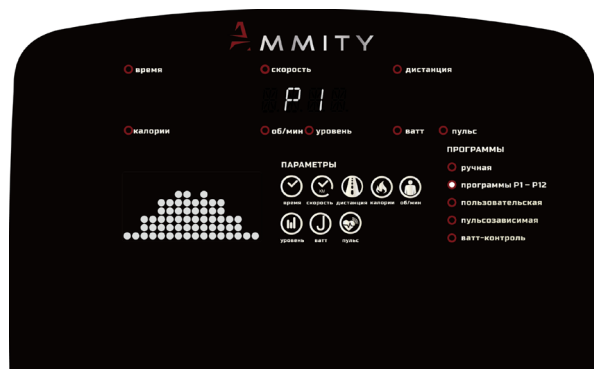 AMMITY
время скорость дистанция
P1
калории об/мин уровень ватт пульс
ПРОГРАММЫ
ПАРАМЕТРЫ
ручная
программы P1 – P12
пользовательская
пульсозависимая
ватт-контроль
время скорость дистанция калории об/мин
уровень ватт пульс